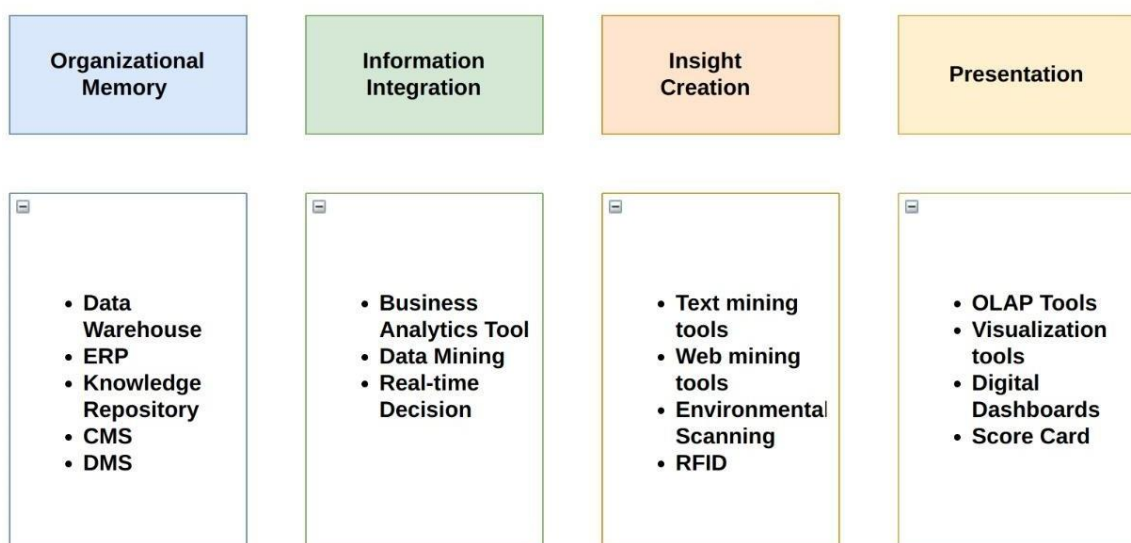 Organizational
Memory
Information
Integration
Insight
Creation
Presentation
• Data
Warehouse
• ERP
• Knowledge
Repository
• CMS
• DMS
• Business
Analytics Tool
• Data Mining
• Real-time
Decision
• Text mining
tools
• Web mining
tools
• Environmental
Scanning
• RFID
• OLAP Tools
• Visualization
tools
• Digital
Dashboards
• Score Card